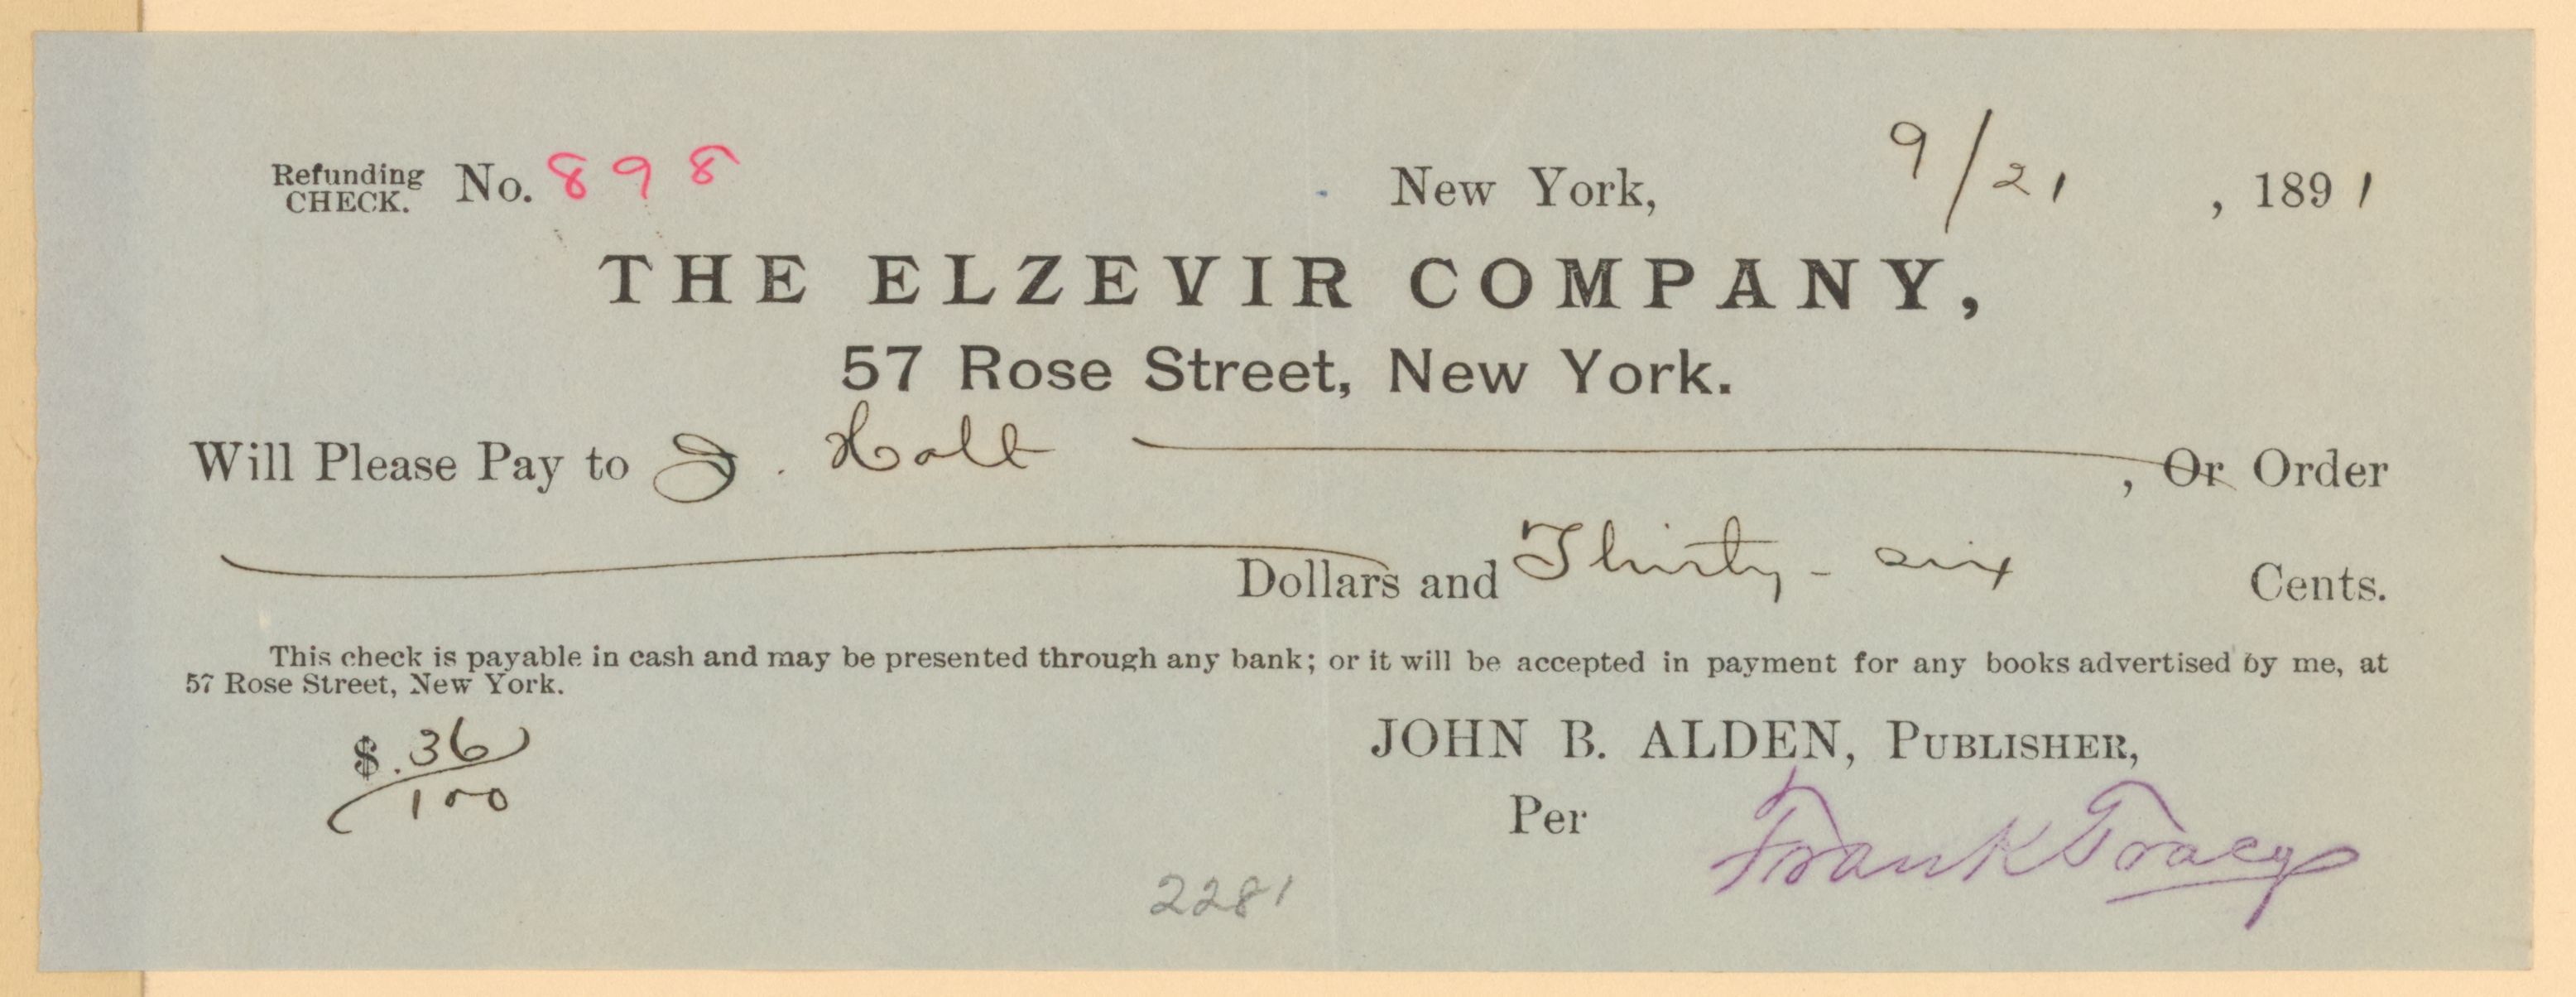 Refunding CHECK. No. 898 New York, 9/21, 1891
THE ELZEVIR COMPANY,
57 Rose Street, New York.
Will Please Pay to J. Holt, Or Order
Dollars and Thirty-six Cents.
This check is payable in cash and may be presented through any bank; or it will be accepted in payment for any books advertised by me, at
57 Rose Street, New York.
$.36/100
JOHN B. ALDEN, PUBLISHER,
Per Frank Tracy
2281